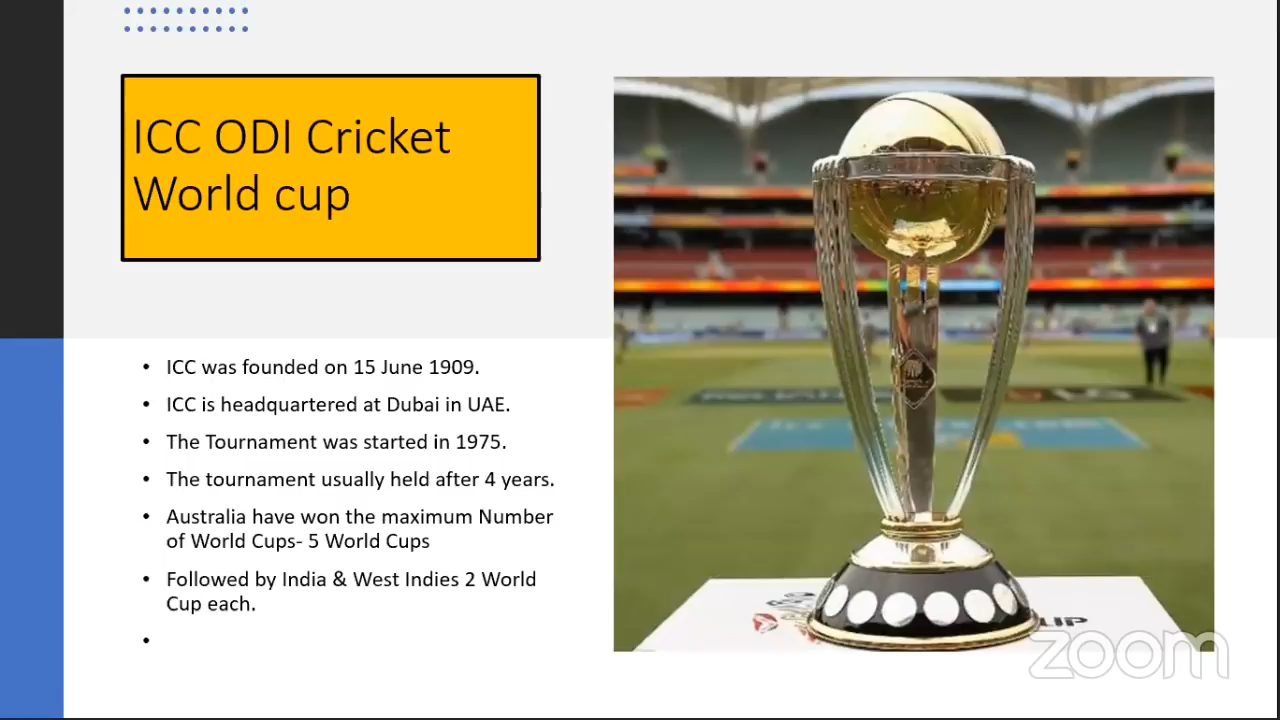 ICC ODI Cricket
World cup
• ICC was founded on 15 June 1909.
• ICC is headquartered at Dubai in UAE.
• The Tournament was started in 1975.
• The tournament usually held after 4 years.
• Australia have won the maximum Number
of World Cups- 5 World Cups
• Followed by India & West Indies 2 World
Cup each.
•
zoom